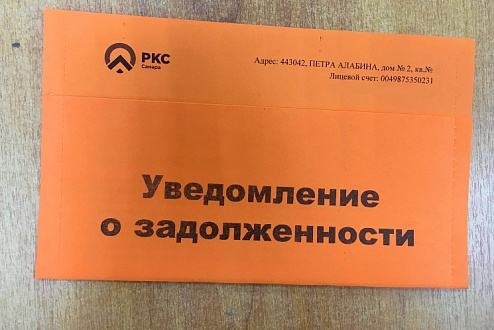 РКС
Самара
Адрес: 443042, ПЕТРА АЛАБИНА, дом № 2, кв.№
Лицевой счет: 0049875350231
Уведомление
о задолженности